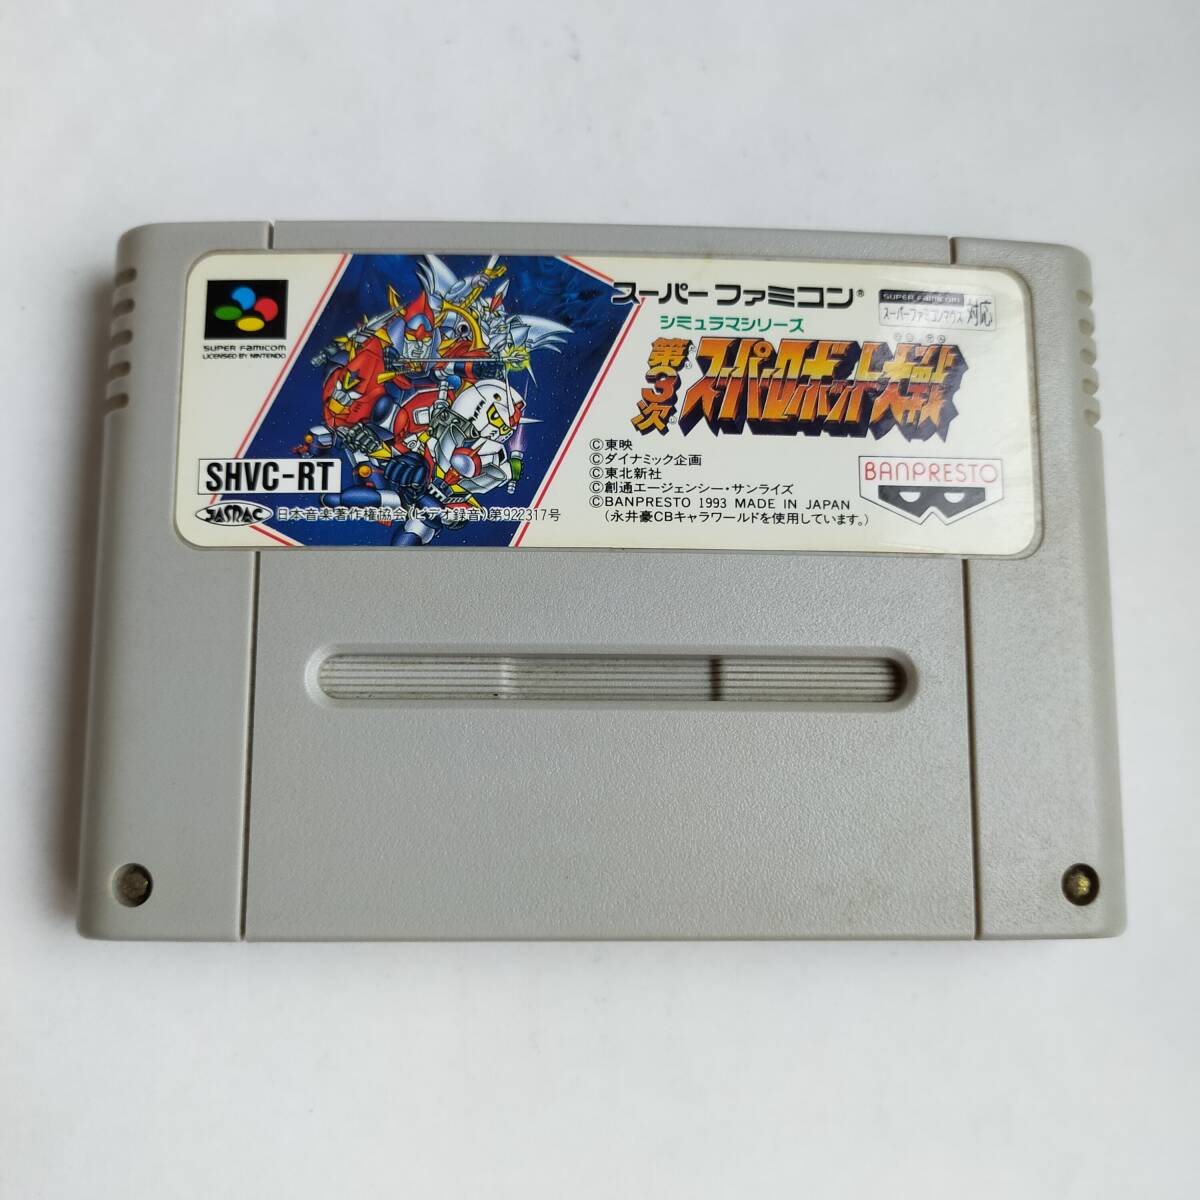 SUPER FAMICOM
LICENSED BY NINTENDO
SHVC-RT
JASRAC
日本音楽著作権協会(ビデオ録音)第922317号
スーパーファミコン®
SUPER FAMICOM
スーパーファミコンマウス対応
シミュラマシリーズ
第3次
スーパーロボット大戦
©東映
©ダイナミック企画
©東北新社
©創通エージェンシー・サンライズ
©BANPRESTO 1993 MADE IN JAPAN
(永井豪CBキャラワールドを使用しています。)
BANPRESTO